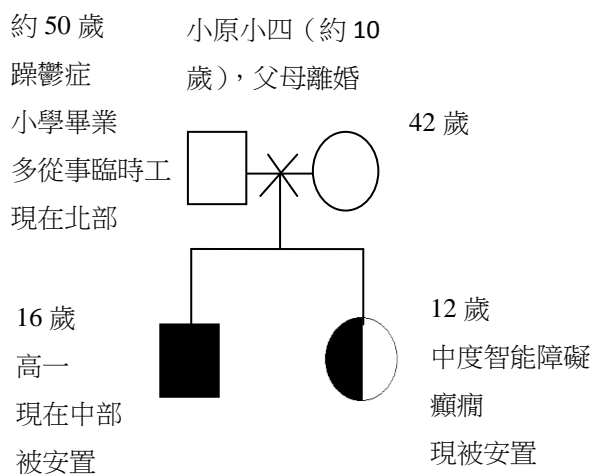 約 50 歲
躁鬱症
小學畢業
多從事臨時工
現在北部
小原小四（約 10
歲），父母離婚
42 歲
16 歲
高一
現在中部
被安置
12 歲
中度智能障礙
癲癇
現被安置